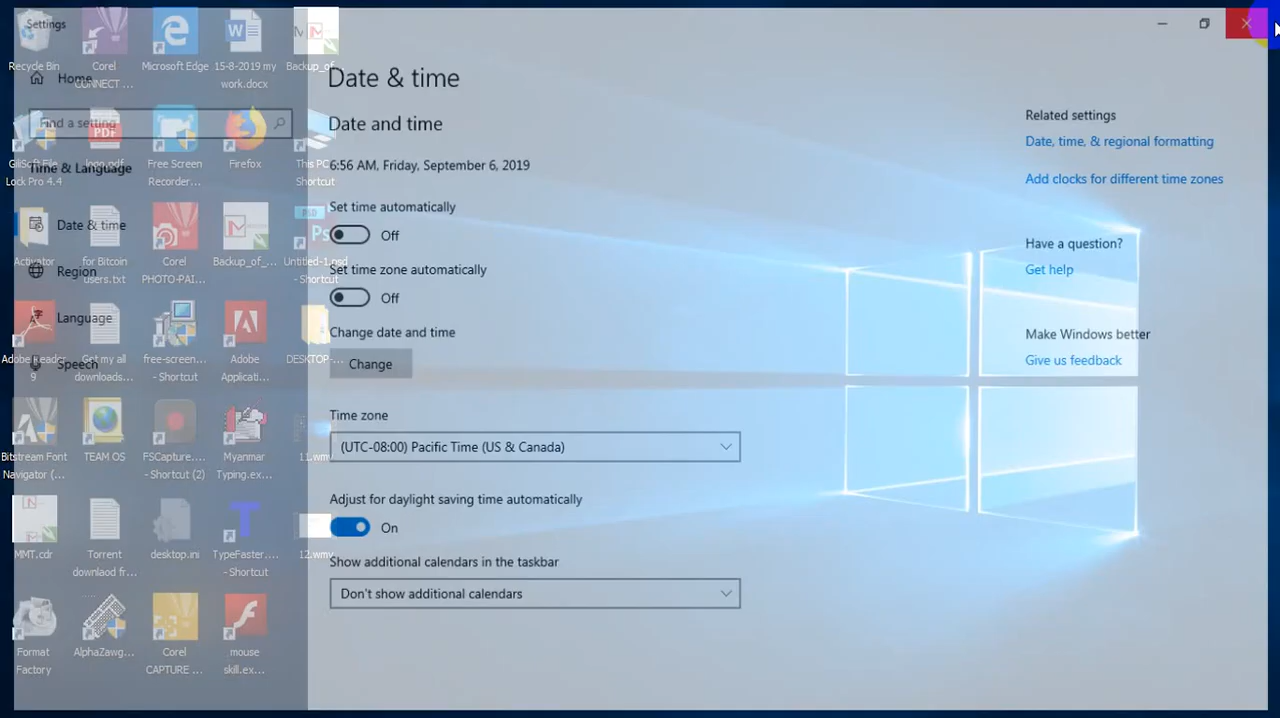 Settings
Home
Find a setting
Time & Language
Date & time
Region
Language
Speech
Date & time
Date and time
6:56 AM, Friday, September 6, 2019
Set time automatically
Off
Set time zone automatically
Off
Change date and time
Change
Time zone
(UTC-08:00) Pacific Time (US & Canada)
Adjust for daylight saving time automatically
On
Show additional calendars in the taskbar
Don't show additional calendars
Related settings
Date, time, & regional formatting
Add clocks for different time zones
Have a question?
Get help
Make Windows better
Give us feedback
Recycle Bin
Corel
CONNECT ...
Microsoft Edge
15-8-2019 my
work.docx
Backup_of_...
GiliSoft File
Lock Pro 4.4
logo.pdf
Free Screen
Recorder...
Firefox
This PC
Shortcut
Activator
for Bitcoin
users.txt
Corel
PHOTO-PAI...
Backup_of_...
Untitled-1.psd
- Shortcut
Adobe Reader
9
Get my all
downloads...
free-screen...
- Shortcut
Adobe
Applicati...
DESKTOP-...
Bitstream Font
Navigator (...
TEAM OS
FSCapture...
- Shortcut (2)
Myanmar
Typing.ex...
11.wmv
MMT.cdr
Torrent
downlaod fr...
desktop.ini
TypeFaster....
- Shortcut
12.wmv
Format
Factory
AlphaZawg...
Corel
CAPTURE ...
mouse
skill.ex...